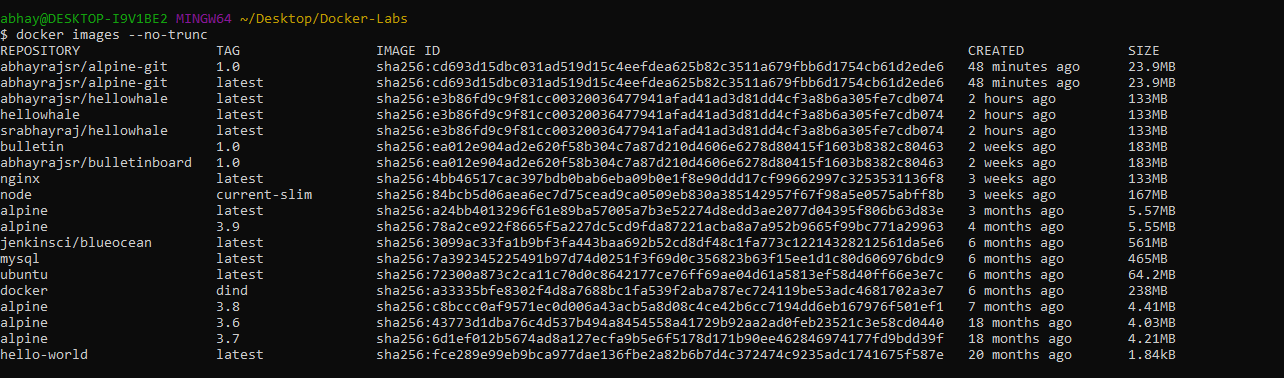 abhay@DESKTOP-I9V1BE2 MINGW64 ~/Desktop/Docker-Labs
$ docker images --no-trunc
REPOSITORY TAG IMAGE ID CREATED SIZE
abhayrajsr/alpine-git 1.0 sha256:cd693d15dbc031ad519d15c4eefdea625b82c3511a679fbb6d1754cb61d2ede6 48 minutes ago 23.9MB
abhayrajsr/alpine-git latest sha256:cd693d15dbc031ad519d15c4eefdea625b82c3511a679fbb6d1754cb61d2ede6 48 minutes ago 23.9MB
abhayrajsr/hellowhale latest sha256:e3b86fd9c9f81cc00320036477941afad41ad3d81dd4cf3a8b6a305fe7cdb074 2 hours ago 133MB
hellowhale latest sha256:e3b86fd9c9f81cc00320036477941afad41ad3d81dd4cf3a8b6a305fe7cdb074 2 hours ago 133MB
srabhayraj/hellowhale latest sha256:e3b86fd9c9f81cc00320036477941afad41ad3d81dd4cf3a8b6a305fe7cdb074 2 hours ago 133MB
bulletin 1.0 sha256:ea012e904ad2e620f58b304c7a87d210d4606e6278d80415f1603b8382c80463 2 weeks ago 183MB
abhayrajsr/bulletinboard 1.0 sha256:ea012e904ad2e620f58b304c7a87d210d4606e6278d80415f1603b8382c80463 2 weeks ago 183MB
nginx latest sha256:4bb46517cac397bdb0bab6eba09b0e1f8e90ddd17cf99662997c3253531136f8 3 weeks ago 133MB
node current-slim sha256:84bcb5d06aea6ec7d75cead9ca0509eb830a385142957f67f98a5e0575abff8b 3 weeks ago 167MB
alpine latest sha256:a24bb4013296f61e89ba57005a7b3e52274d8edd3ae2077d04395f806b63d83e 3 months ago 5.57MB
alpine 3.9 sha256:78a2ce922f8665f5a227dc5cd9fda87221acba8a7a952b9665f99bc771a29963 4 months ago 5.55MB
jenkinsci/blueocean latest sha256:3099ac33fa1b9bf3fa443baa692b52cd8df48c1fa773c12214328212561da5e6 6 months ago 561MB
mysql latest sha256:7a392345225491b97d74d0251f3f69d0c356823b63f15ee1d1c80d606976bdc9 6 months ago 465MB
ubuntu latest sha256:72300a873c2ca11c70d0c8642177ce76ff69ae04d61a5813ef58d40ff66e3e7c 6 months ago 64.2MB
docker dind sha256:a33335bfe8302f4d8a7688bc1fa539f2aba787ec724119be53adc4681702a3e7 6 months ago 238MB
alpine 3.8 sha256:c8bccc0af9571ec0d006a43acb5a8d08c4ce42b6cc7194dd6eb167976f501ef1 7 months ago 4.41MB
alpine 3.6 sha256:43773d1dba76c4d537b494a8454558a41729b92aa2ad0feb23521c3e58cd0440 18 months ago 4.03MB
alpine 3.7 sha256:6d1ef012b5674ad8a127ecfa9b5e6f5178d171b90ee462846974177fd9bdd39f 18 months ago 4.21MB
hello-world latest sha256:fce289e99eb9bca977dae136fbe2a82b6b7d4c372474c9235adc1741675f587e 20 months ago 1.84kB